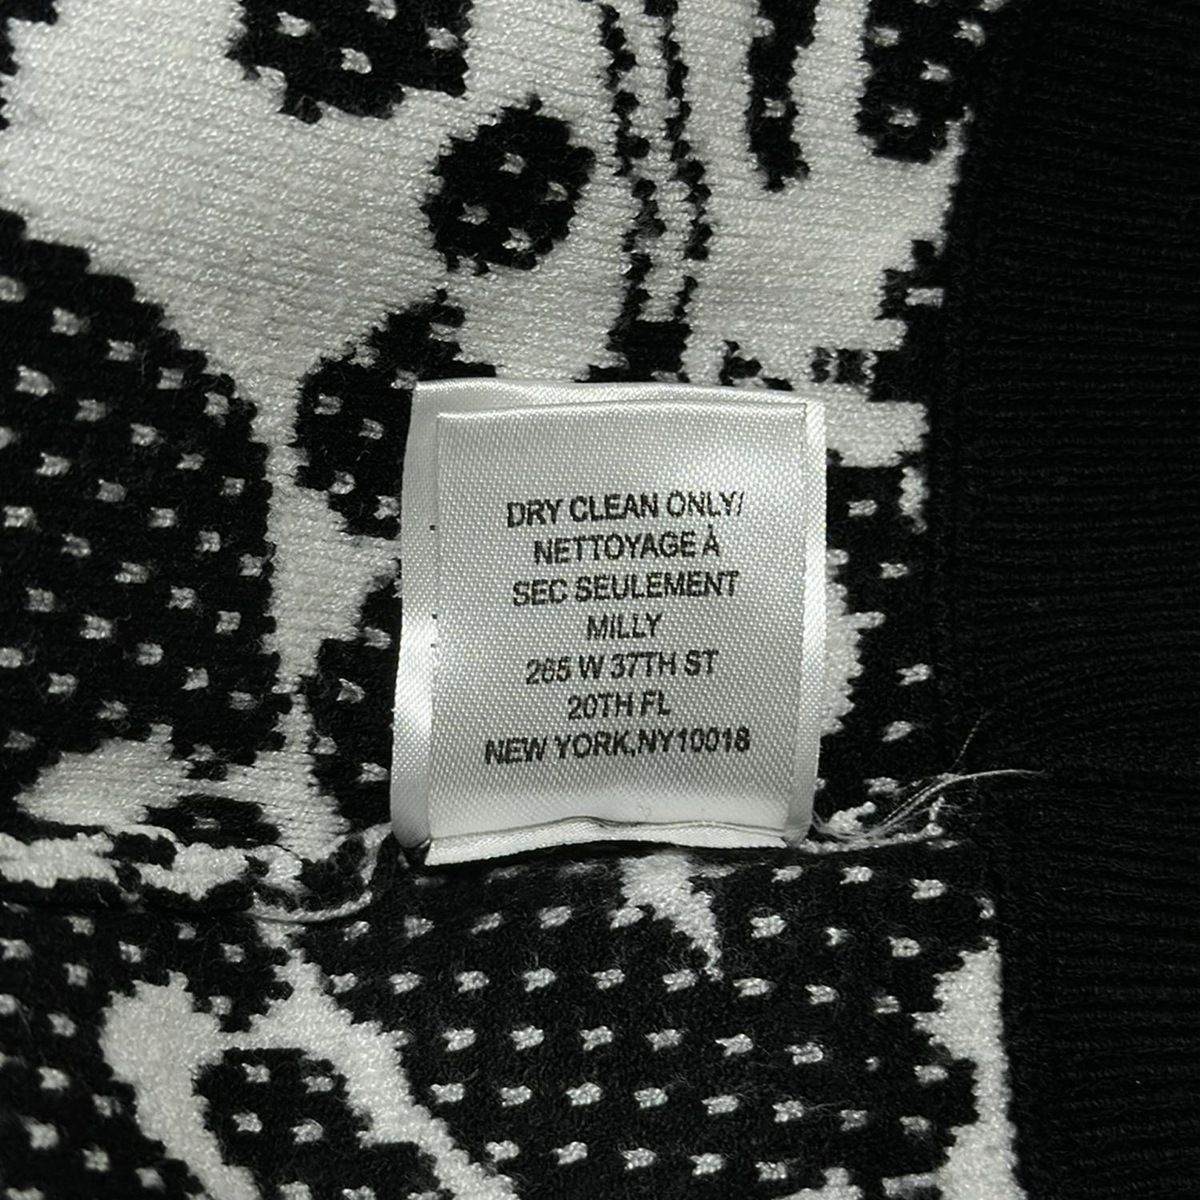 DRY CLEAN ONLY/
NETTOYAGE À
SEC SEULEMENT
MILLY
265 W 37TH ST
20TH FL
NEW YORK,NY10018